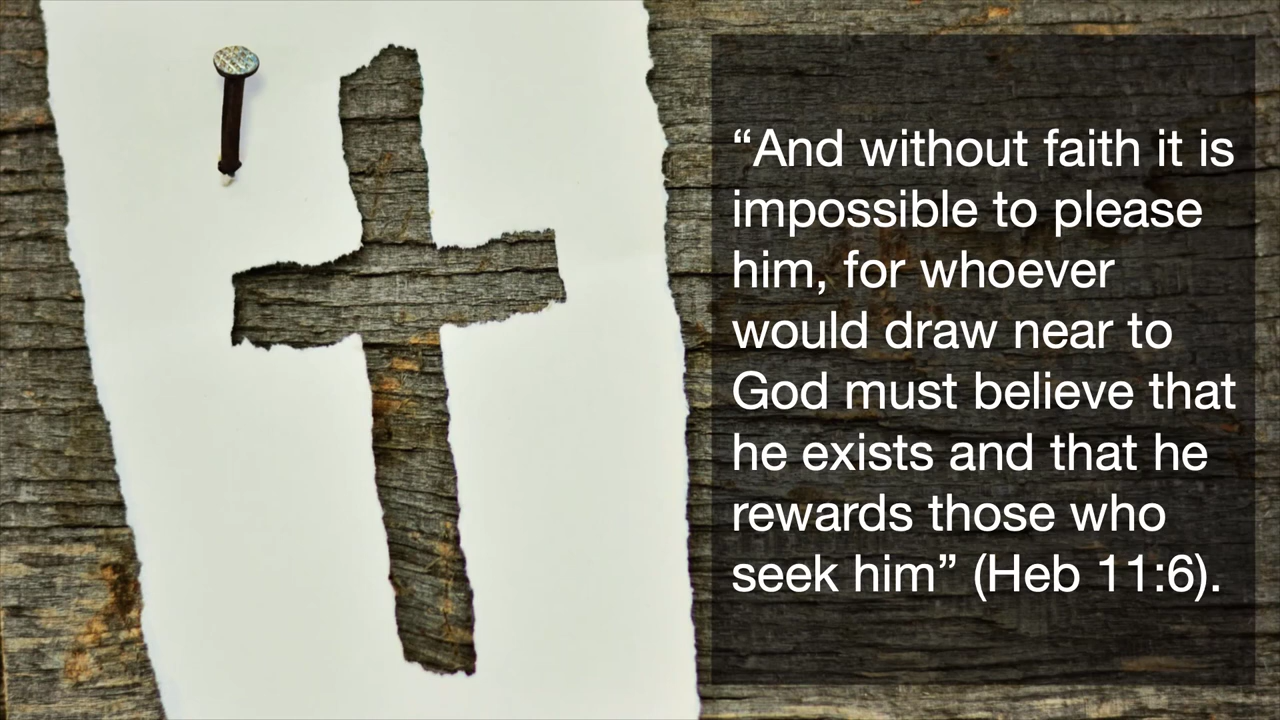 “And without faith it is
impossible to please
him, for whoever
would draw near to
God must believe that
he exists and that he
rewards those who
seek him” (Heb 11:6).